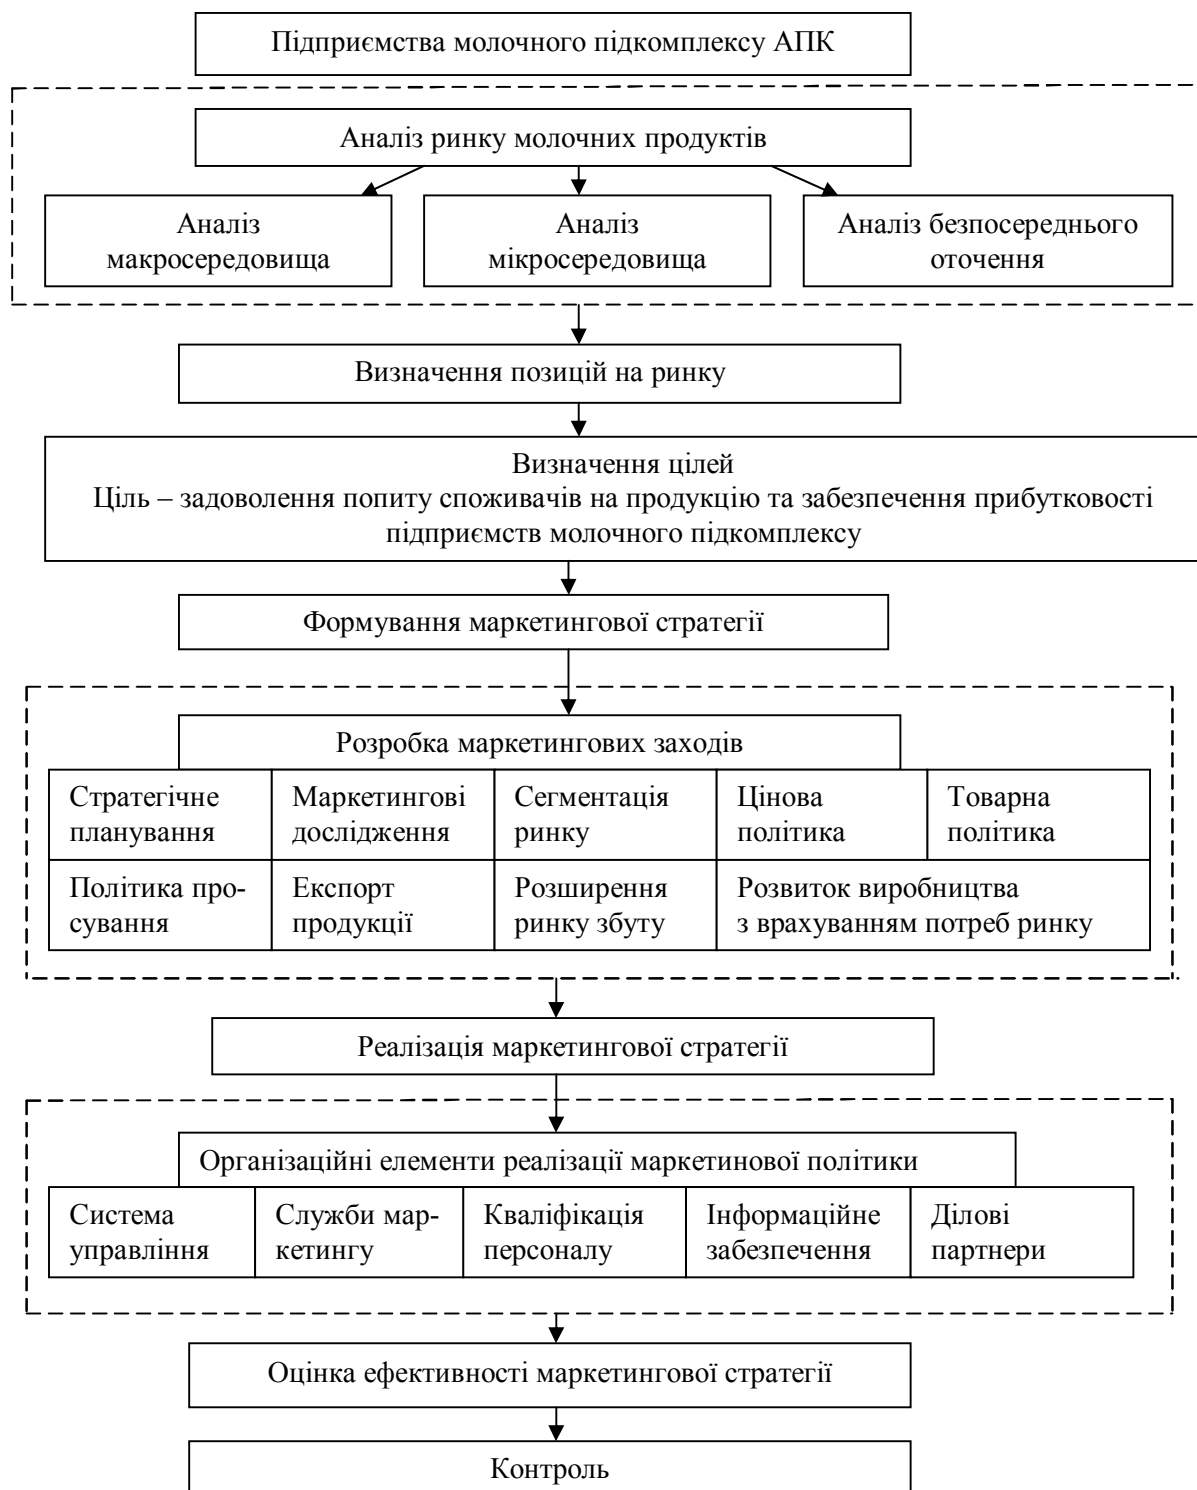 Підприємства молочного підкомплексу АПК
Аналіз ринку молочних продуктів
Аналіз
макросередовища
Аналіз
мікросередовища
Аналіз безпосереднього
оточення
Визначення позицій на ринку
Визначення цілей
Ціль – задоволення попиту споживачів на продукцію та забезпечення прибутковості
підприємств молочного підкомплексу
Формування маркетингової стратегії
Розробка маркетингових заходів
Стратегічне
планування
Маркетингові
дослідження
Сегментація
ринку
Цінова
політика
Товарна
політика
Політика про-
сування
Експорт
продукції
Розширення
ринку збуту
Розвиток виробництва
з врахуванням потреб ринку
Реалізація маркетингової стратегії
Організаційні елементи реалізації маркетинової політики
Система
управління
Служби мар-
кетингу
Кваліфікація
персоналу
Інформаційне
забезпечення
Ділові
партнери
Оцінка ефективності маркетингової стратегії
Контроль